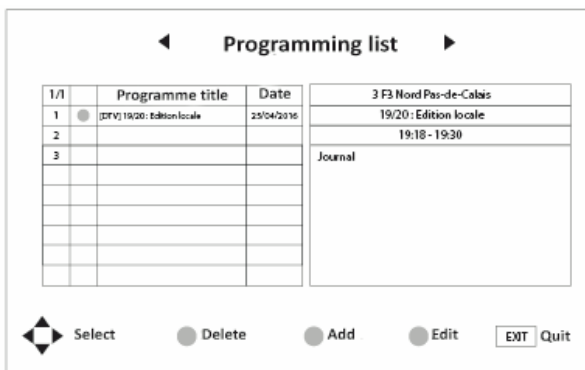 Programming list
1/1 Programme title Date
1 [DTV] 19/20 : Edition locale 25/04/2016
2
3
3 F3 Nord Pas-de-Calais
19/20 : Edition locale
19:18 - 19:30
Journal
Select Delete Add Edit EXIT Quit